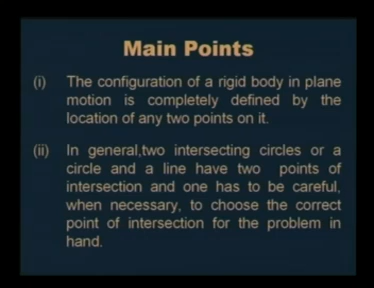 Main Points
(i) The configuration of a rigid body in plane
motion is completely defined by the
location of any two points on it.
(ii) In general,two intersecting circles or a
circle and a line have two points of
intersection and one has to be careful,
when necessary, to choose the correct
point of intersection for the problem in
hand.